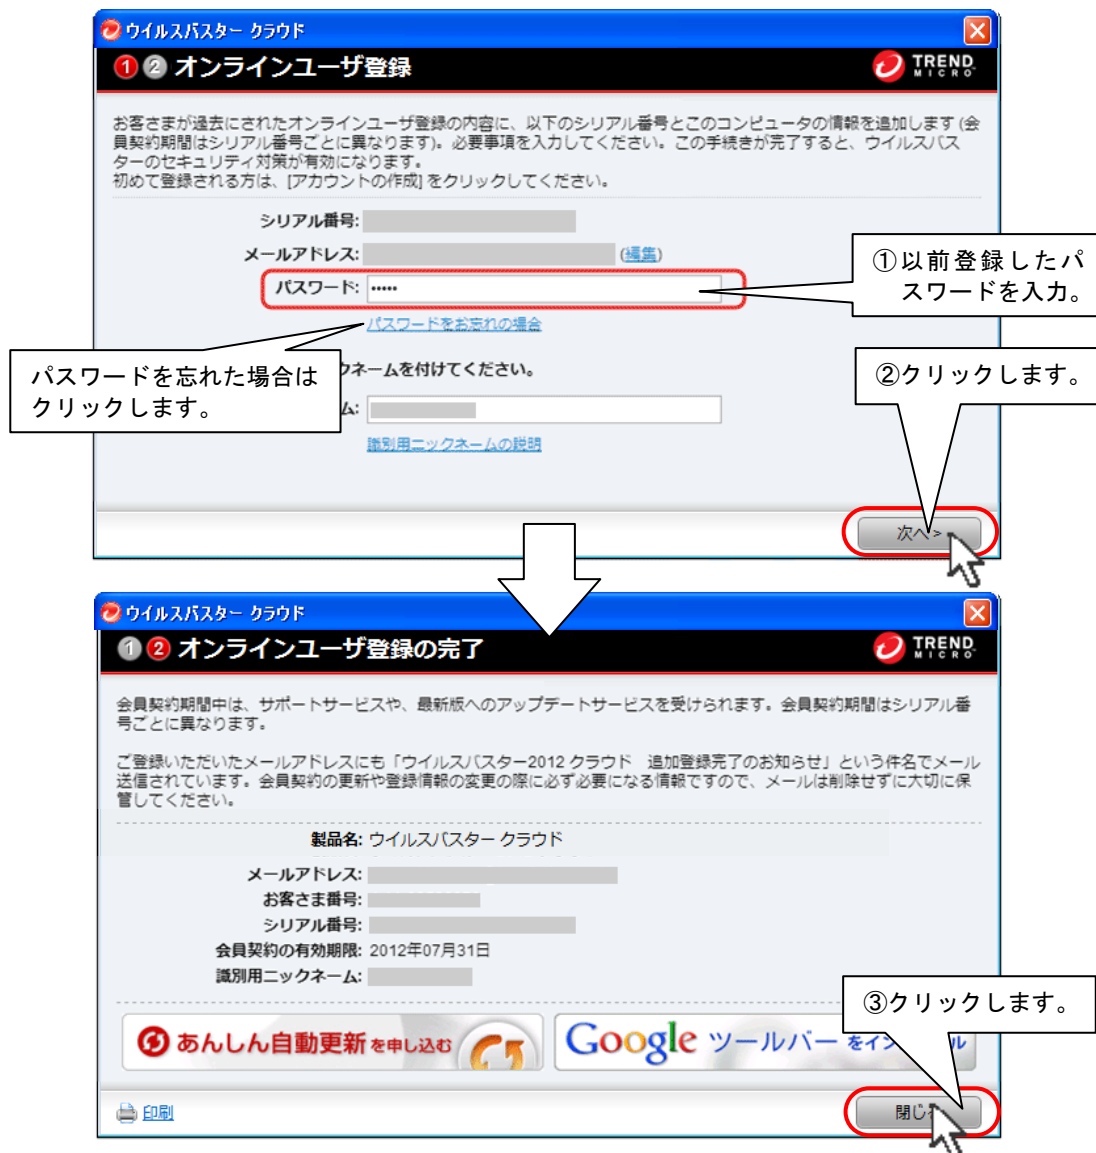 ウイルスバスター クラウド
1 2 オンラインユーザ登録
TREND MICRO
お客さまが過去にされたオンラインユーザ登録の内容に、以下のシリアル番号とこのコンピュータの情報を追加します (会
員契約期間はシリアル番号ごとに異なります)。必要事項を入力してください。この手続きが完了すると、ウイルスバス
ターのセキュリティ対策が有効になります。
初めて登録される方は、[アカウントの作成] をクリックしてください。
シリアル番号:
メールアドレス: (編集)
パスワード: •••••
①以前登録したパ
スワードを入力。
パスワードをお忘れの場合
パスワードを忘れた場合は
クリックします。
クネームを付けてください。
ム:
②クリックします。
識別用ニックネームの説明
次へ >
ウイルスバスター クラウド
1 2 オンラインユーザ登録の完了
TREND MICRO
会員契約期間中は、サポートサービスや、最新版へのアップデートサービスを受けられます。会員契約期間はシリアル番
号ごとに異なります。
ご登録いただいたメールアドレスにも「ウイルスバスター2012 クラウド 追加登録完了のお知らせ」という件名でメール
送信されています。会員契約の更新や登録情報の変更の際に必ず必要になる情報ですので、メールは削除せずに大切に保
管してください。
製品名: ウイルスバスター クラウド
メールアドレス:
お客さま番号:
シリアル番号:
会員契約の有効期限: 2012年07月31日
識別用ニックネーム:
③クリックします。
あんしん自動更新 を申し込む
Google ツールバー をイン ル
印刷
閉じ